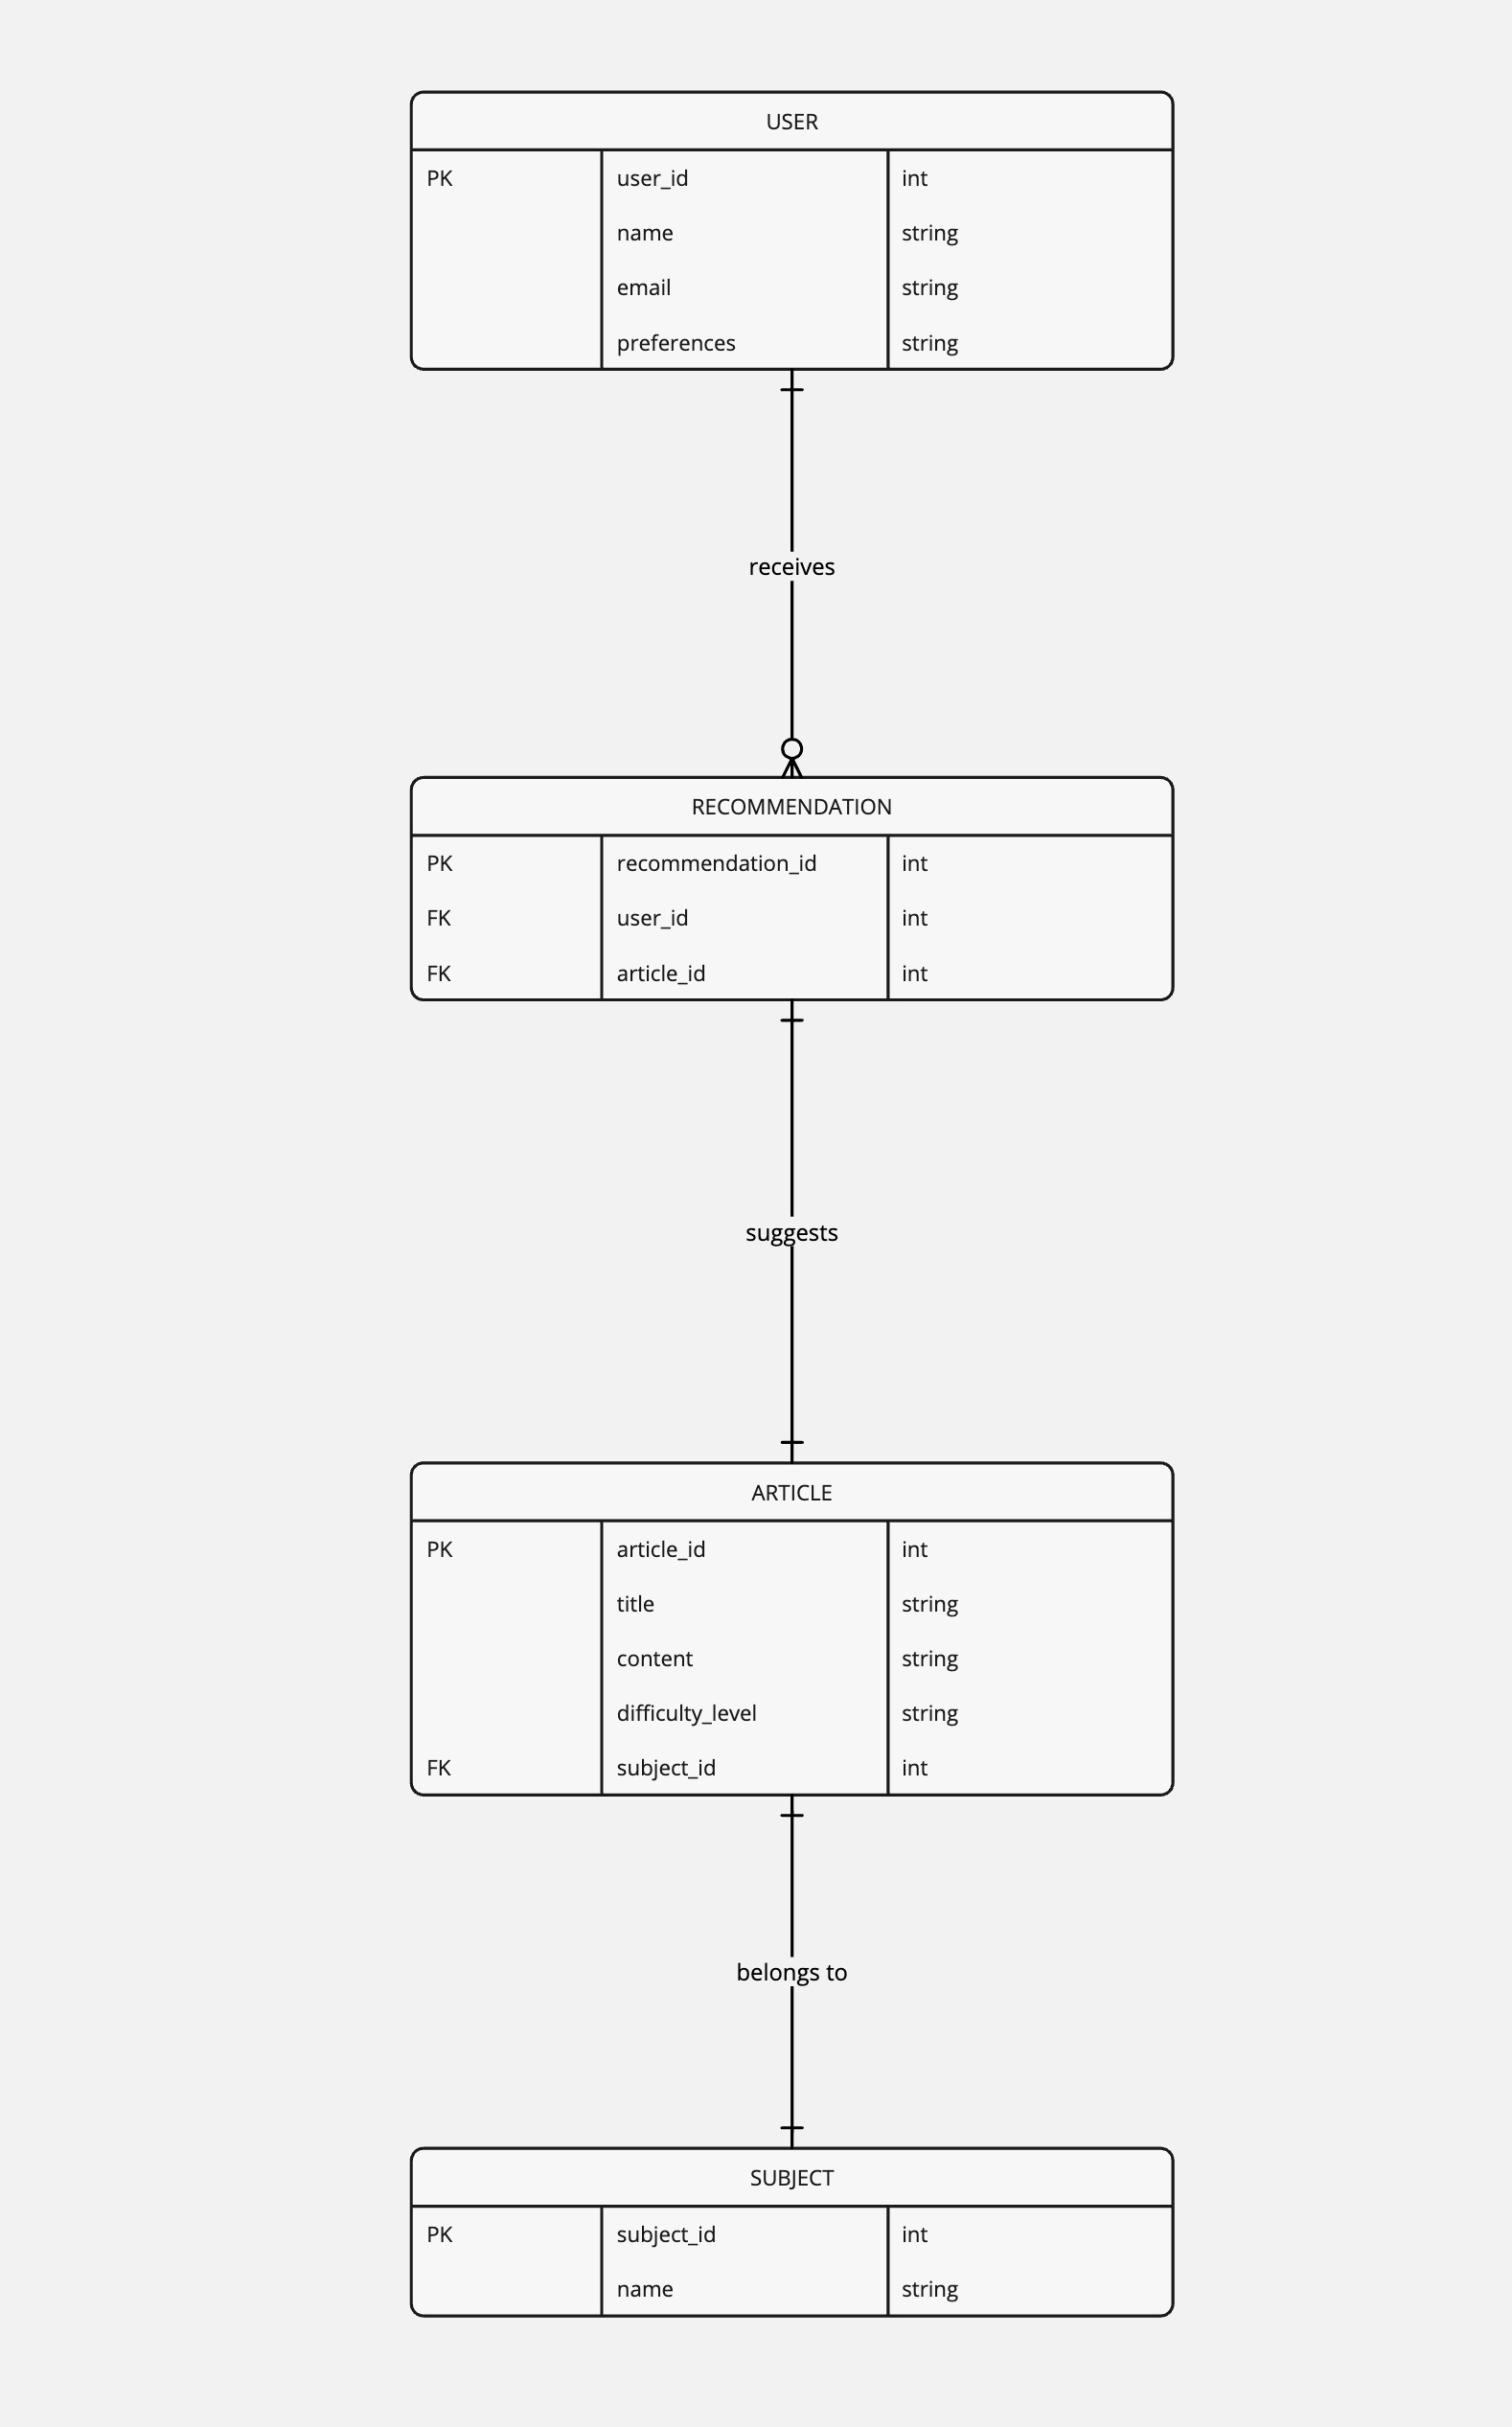 USER
PK user_id int
name string
email string
preferences string
receives
RECOMMENDATION
PK recommendation_id int
FK user_id int
FK article_id int
suggests
ARTICLE
PK article_id int
title string
content string
difficulty_level string
FK subject_id int
belongs to
SUBJECT
PK subject_id int
name string